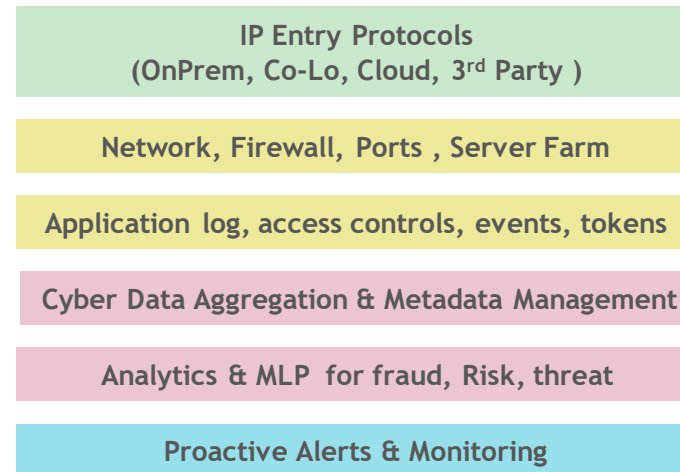 IP Entry Protocols
(OnPrem, Co-Lo, Cloud, 3rd Party )
Network, Firewall, Ports , Server Farm
Application log, access controls, events, tokens
Cyber Data Aggregation & Metadata Management
Analytics & MLP for fraud, Risk, threat
Proactive Alerts & Monitoring